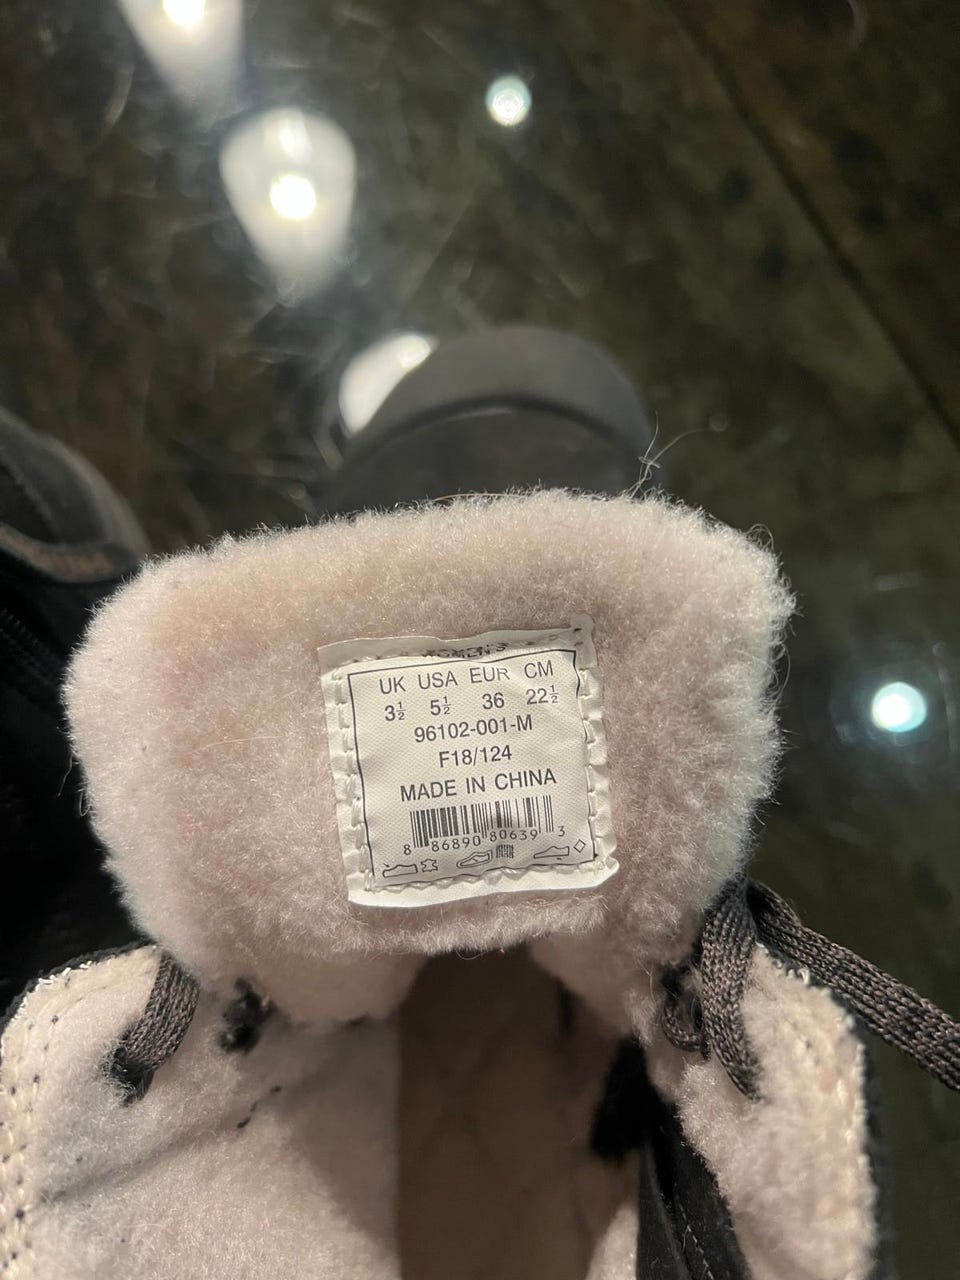 WOMEN'S
UK USA EUR CM
3½ 5½ 36 22½
96102-001-M
F18/124
MADE IN CHINA
8 86890 80639 3